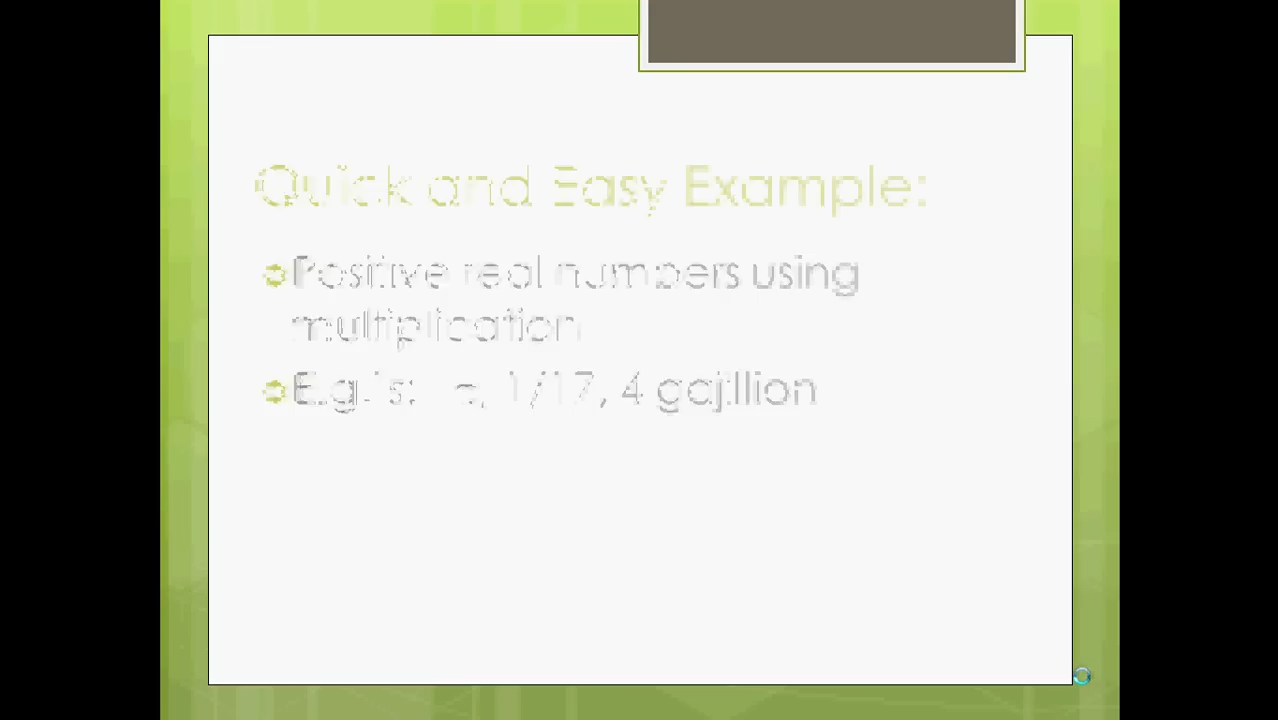 Quick and Easy Example:
Positive real numbers using
multiplication
E.g.'s: 1/17, 4 gajillion